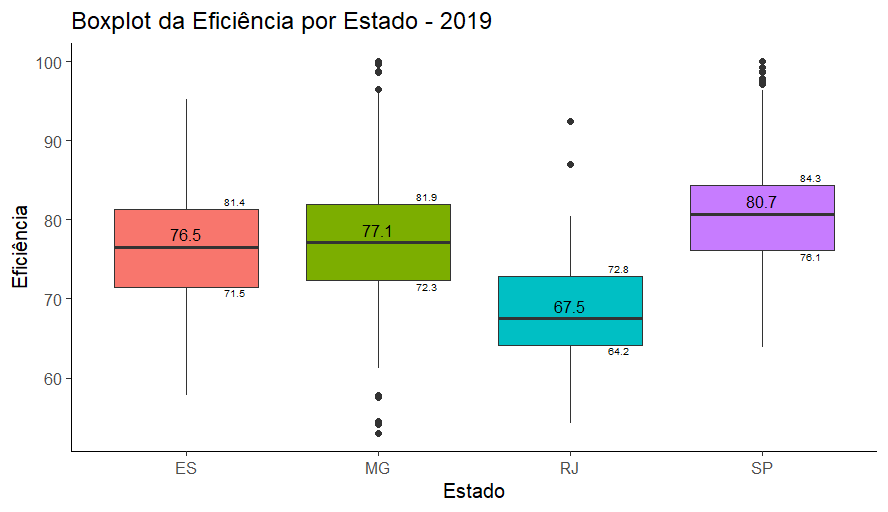 Boxplot da Eficiência por Estado - 2019
Eficiência
100
90
80
70
60
81.4
76.5
71.5
81.9
77.1
72.3
72.8
67.5
64.2
84.3
80.7
76.1
ES
MG
RJ
SP
Estado